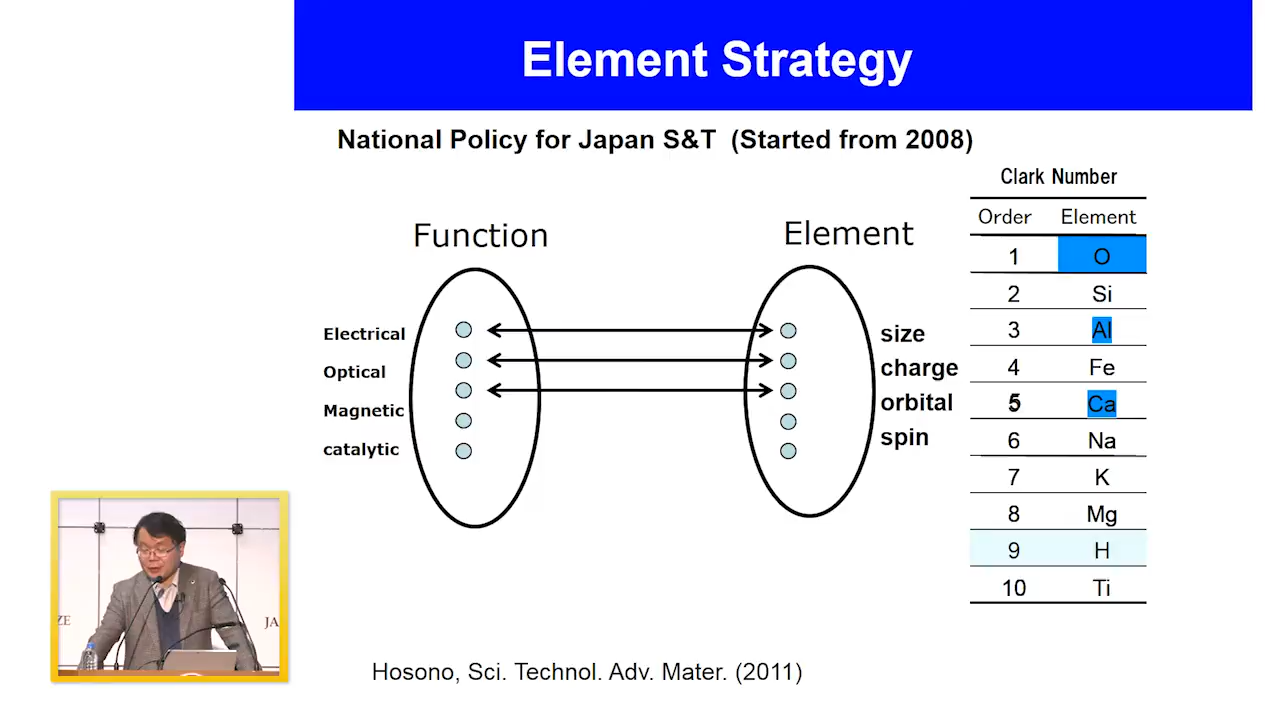 Element Strategy
National Policy for Japan S&T (Started from 2008)
Clark Number
Order Element
1 O
2 Si
3 Al
4 Fe
5 Ca
6 Na
7 K
8 Mg
9 H
10 Ti
Function
Element
Electrical
Optical
Magnetic
catalytic
size
charge
orbital
spin
ZE
JA
Hosono, Sci. Technol. Adv. Mater. (2011)